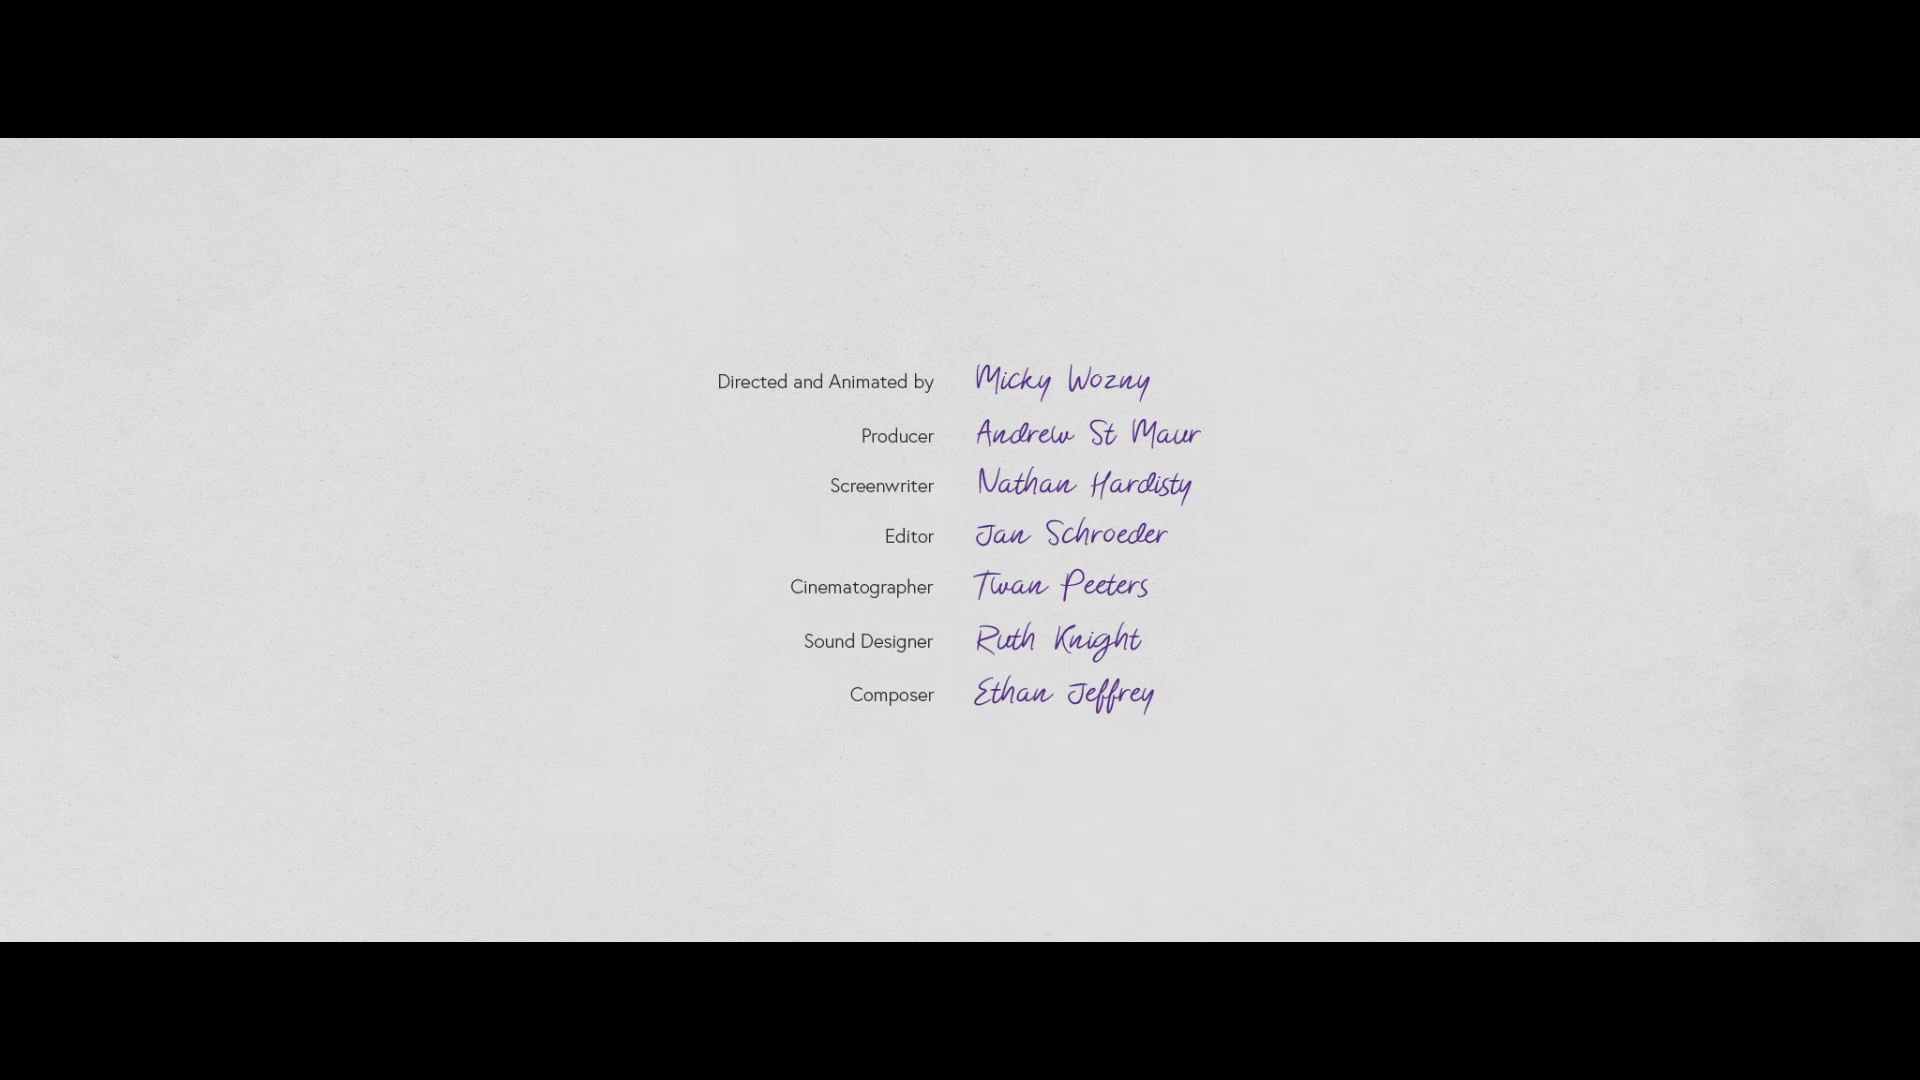 Directed and Animated by Micky Wozny
Producer Andrew St Maur
Screenwriter Nathan Hardisty
Editor Jan Schroeder
Cinematographer Twan Peeters
Sound Designer Ruth Knight
Composer Ethan Jeffrey